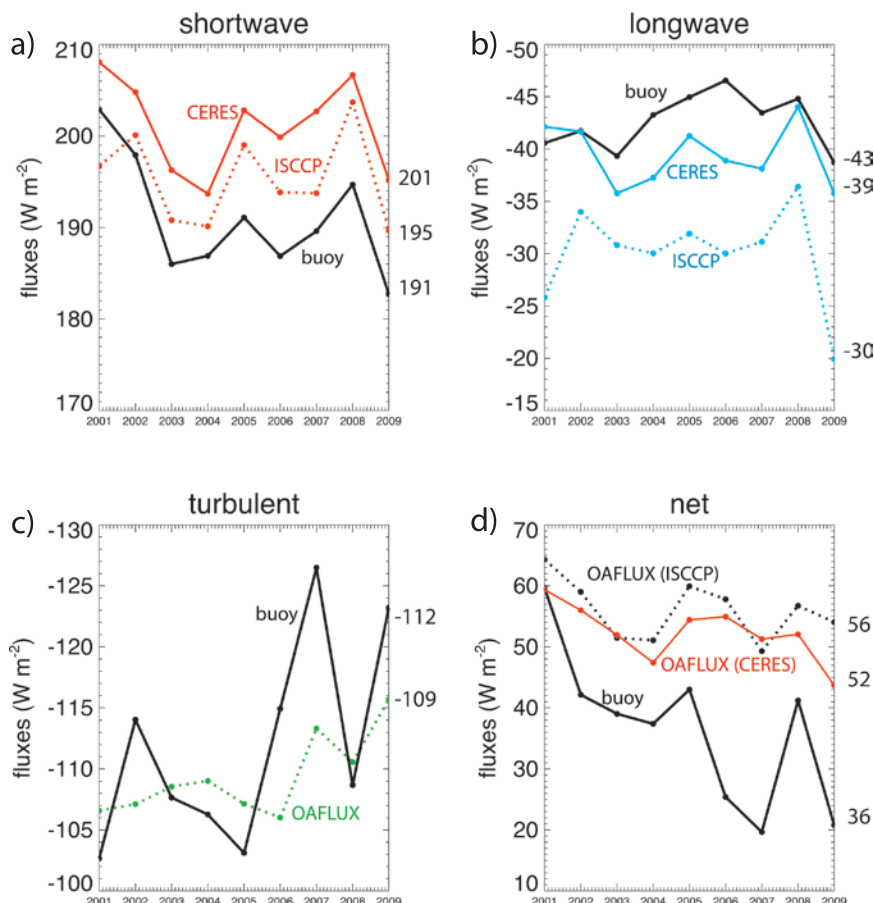 a)
shortwave
210
200
190
180
170
fluxes (W m-2)
CERES
ISCCP
buoy
201
195
191
2001 2002 2003 2004 2005 2006 2007 2008 2009
b)
longwave
-50
-45
-40
-35
-30
-25
-20
-15
fluxes (W m-2)
buoy
CERES
ISCCP
-43
-39
-30
2001 2002 2003 2004 2005 2006 2007 2008 2009
c)
turbulent
-130
-125
-120
-115
-110
-105
-100
fluxes (W m-2)
buoy
OAFLUX
-112
-109
2001 2002 2003 2004 2005 2006 2007 2008 2009
d)
net
70
60
50
40
30
20
10
fluxes (W m-2)
OAFLUX (ISCCP)
OAFLUX (CERES)
buoy
56
52
36
2001 2002 2003 2004 2005 2006 2007 2008 2009